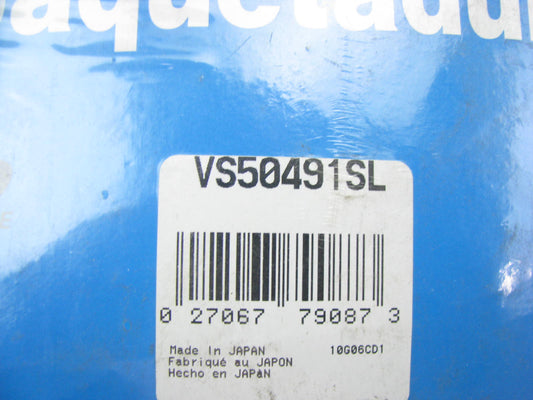 VS50491SL
0 27067 79087 3
Made In JAPAN 10G06CD1
Fabriqué au JAPON
Hecho en JAPAN